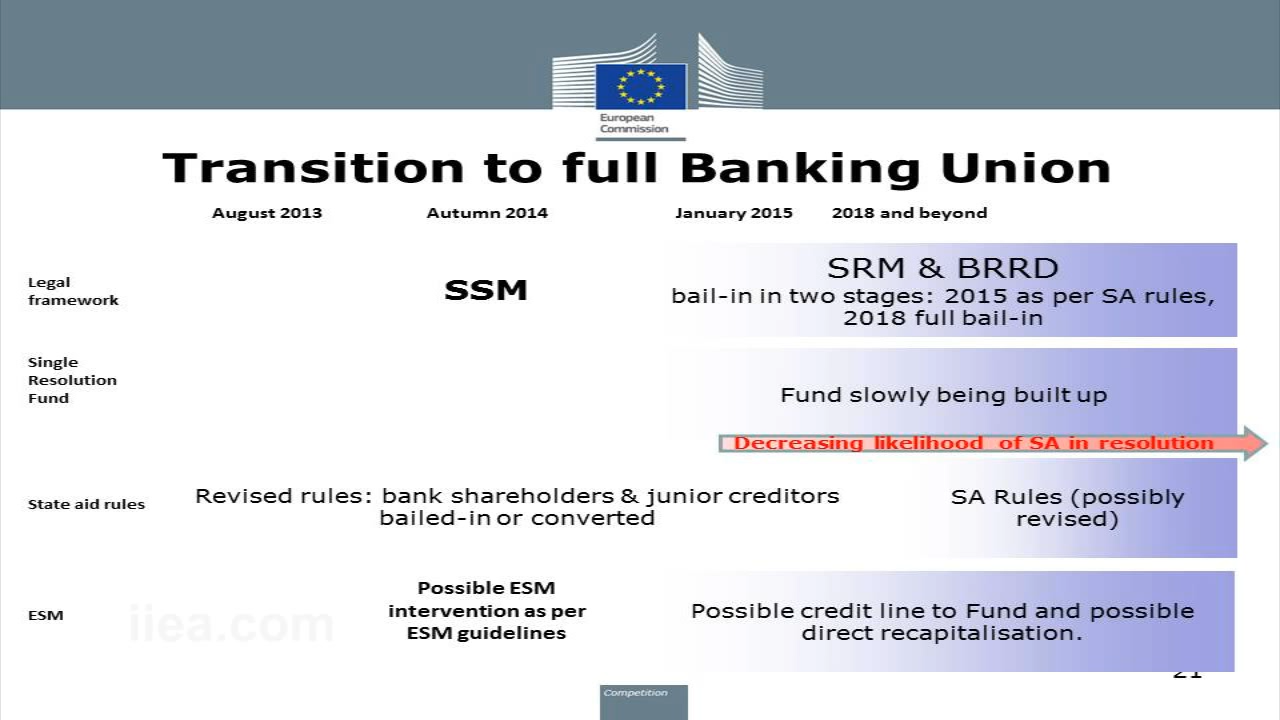 European
Commission
Transition to full Banking Union
August 2013 Autumn 2014 January 2015 2018 and beyond
Legal
framework
SSM
SRM & BRRD
bail-in in two stages: 2015 as per SA rules,
2018 full bail-in
Single
Resolution
Fund
Fund slowly being built up
Decreasing likelihood of SA in resolution
State aid rules
Revised rules: bank shareholders & junior creditors
bailed-in or converted
SA Rules (possibly
revised)
ESM
iiea.com
Possible ESM
intervention as per
ESM guidelines
Possible credit line to Fund and possible
direct recapitalisation.
21
Competition